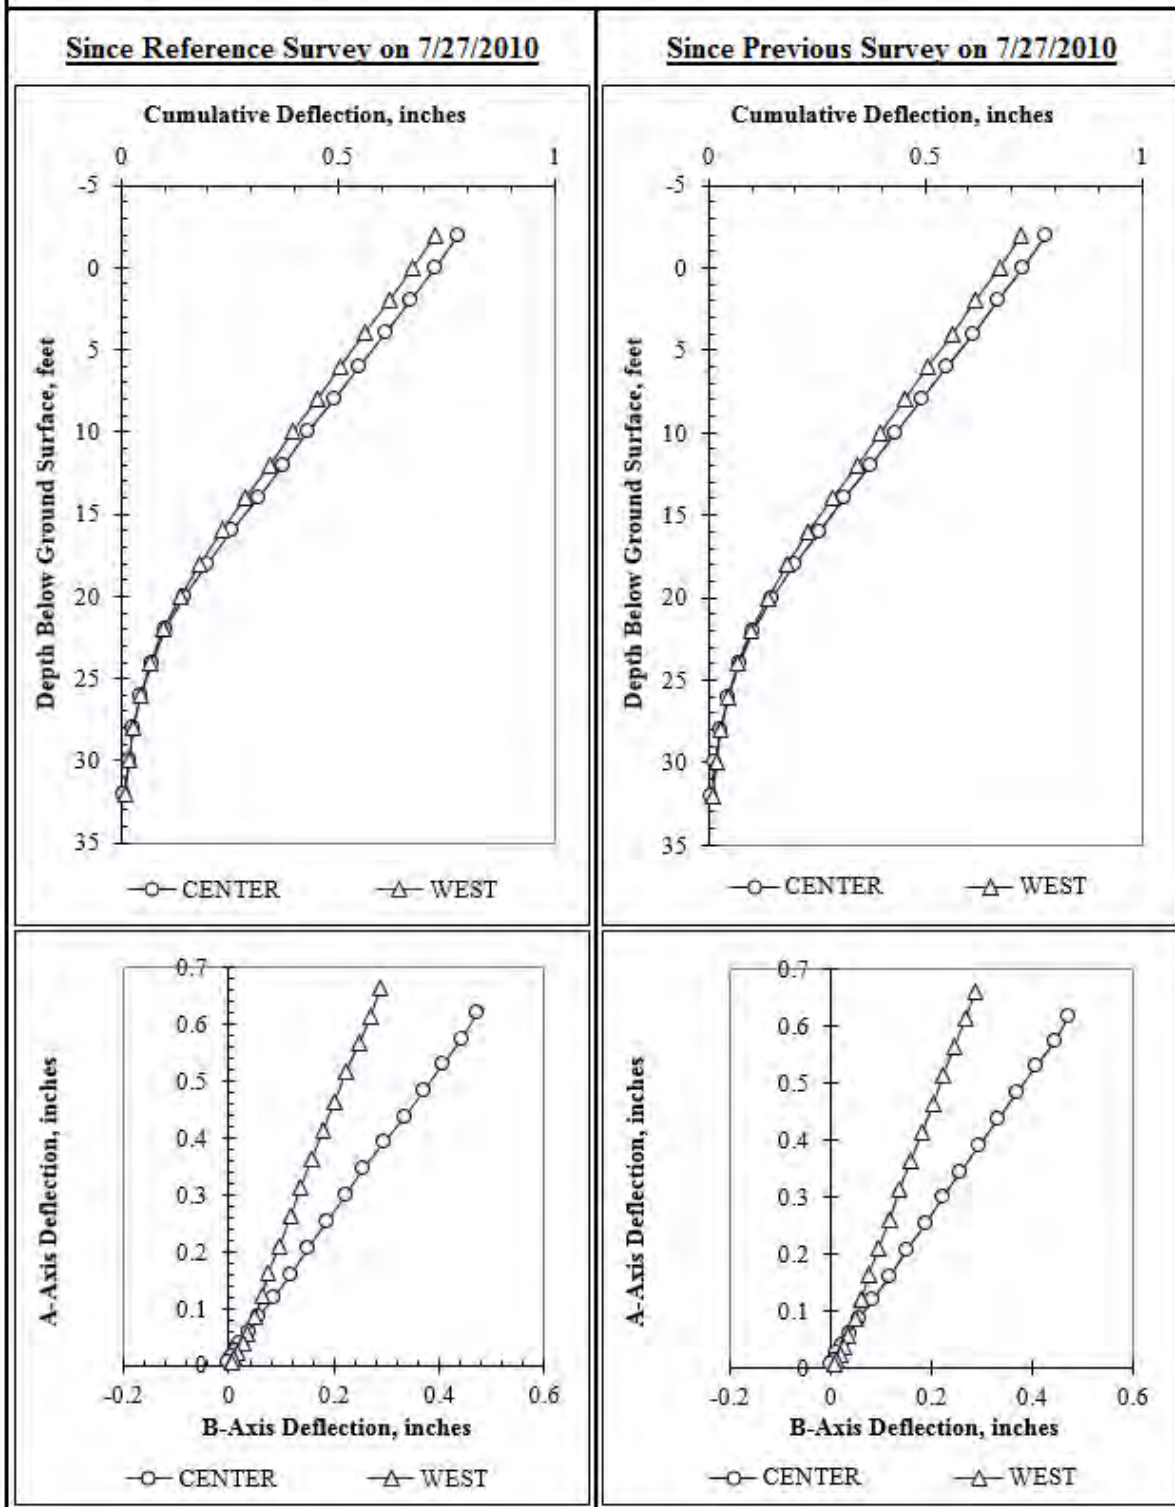 Since Reference Survey on 7/27/2010
Cumulative Deflection, inches
0 0.5 1
-5
0
5
10
15
20
25
30
35
Depth Below Ground Surface, feet
CENTER WEST
Since Previous Survey on 7/27/2010
Cumulative Deflection, inches
0 0.5 1
-5
0
5
10
15
20
25
30
35
Depth Below Ground Surface, feet
CENTER WEST
0.7
0.6
0.5
0.4
0.3
0.2
0.1
0
A-Axis Deflection, inches
-0.2 0 0.2 0.4 0.6
B-Axis Deflection, inches
CENTER WEST
0.7
0.6
0.5
0.4
0.3
0.2
0.1
0
A-Axis Deflection, inches
-0.2 0 0.2 0.4 0.6
B-Axis Deflection, inches
CENTER WEST